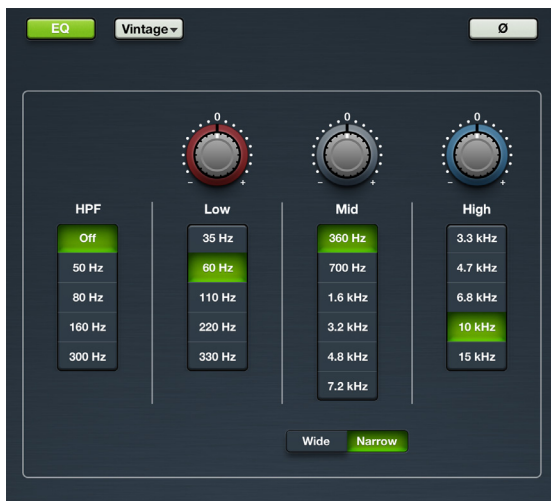 EQ Vintage Ø
0 0 0
- + - + - +
HPF Low Mid High
Off 35 Hz 360 Hz 3.3 kHz
50 Hz 60 Hz 700 Hz 4.7 kHz
80 Hz 110 Hz 1.6 kHz 6.8 kHz
160 Hz 220 Hz 3.2 kHz 10 kHz
300 Hz 330 Hz 4.8 kHz 15 kHz
7.2 kHz
Wide Narrow